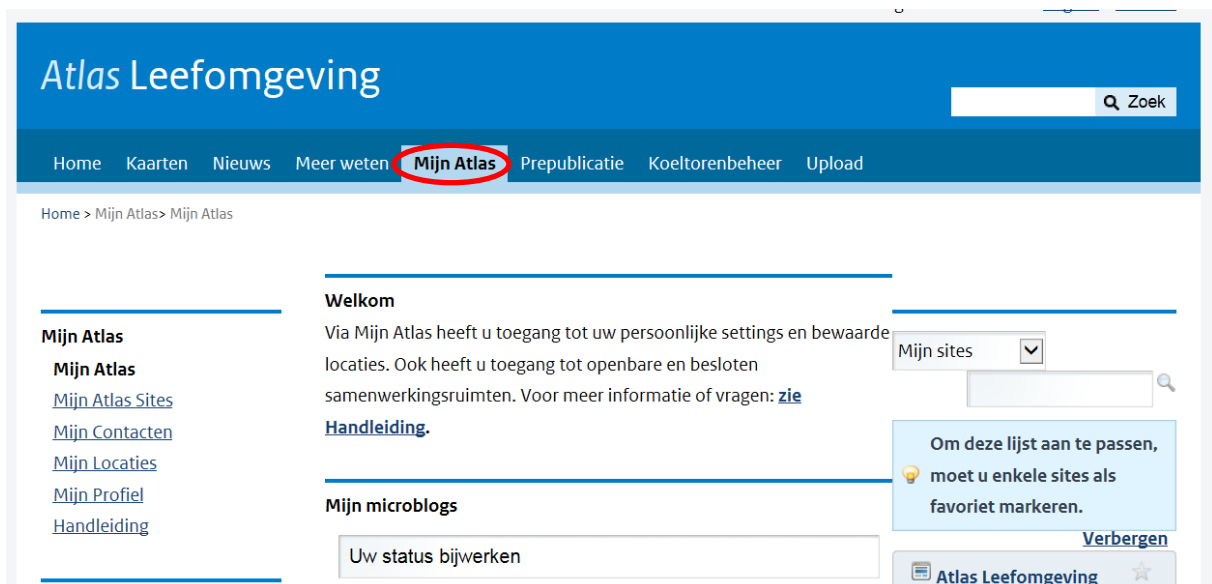 Atlas Leefomgeving
Zoek
Home Kaarten Nieuws Meer weten Mijn Atlas Prepublicatie Koeltorenbeheer Upload
Home > Mijn Atlas> Mijn Atlas
Mijn Atlas
Mijn Atlas
Mijn Atlas Sites
Mijn Contacten
Mijn Locaties
Mijn Profiel
Handleiding
Welkom
Via Mijn Atlas heeft u toegang tot uw persoonlijke settings en bewaarde
locaties. Ook heeft u toegang tot openbare en besloten
samenwerkingsruimten. Voor meer informatie of vragen: zie
Handleiding.
Mijn microblogs
Uw status bijwerken
Mijn sites
Om deze lijst aan te passen,
moet u enkele sites als
favoriet markeren.
Verbergen
Atlas Leefomgeving